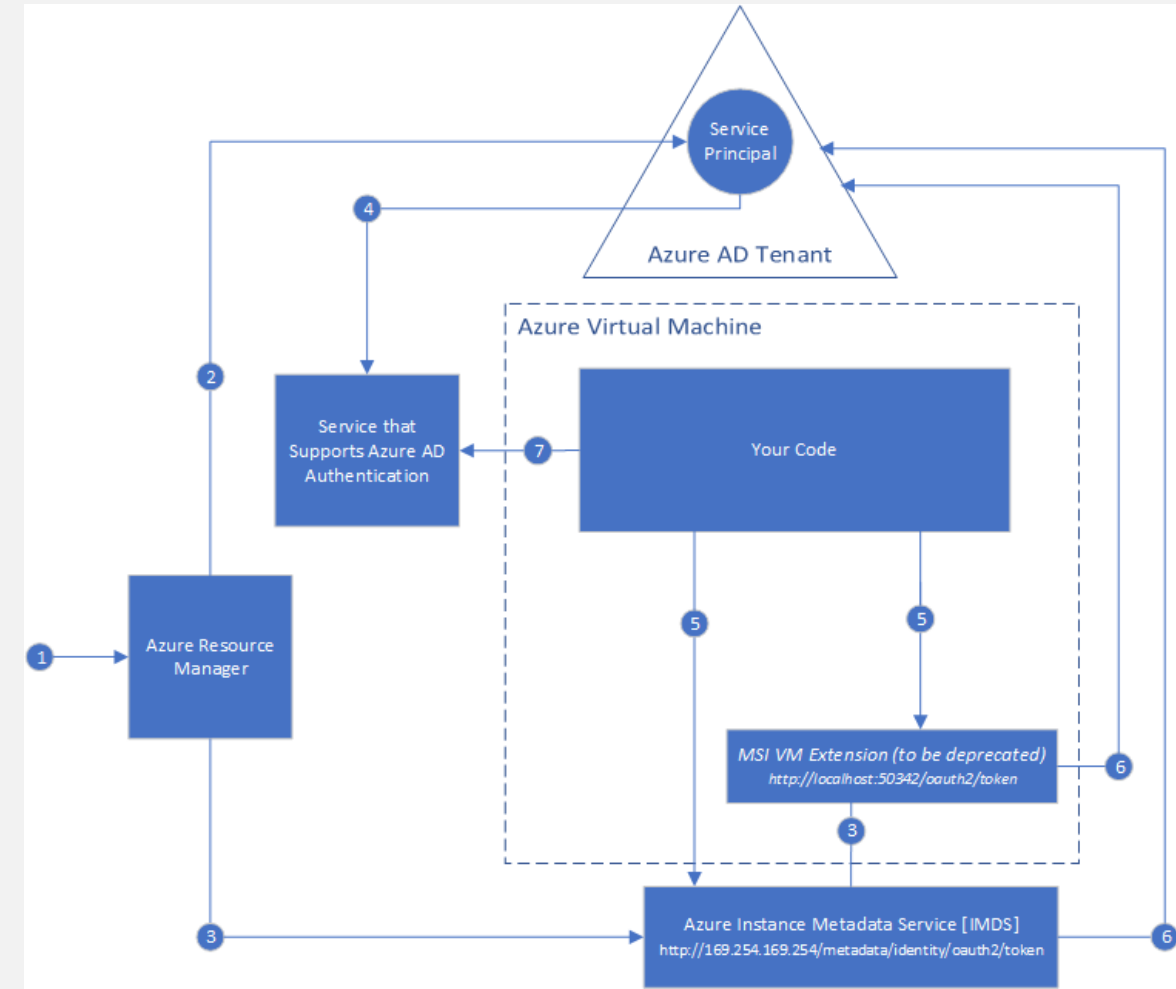 Service
Principal
Azure AD Tenant
4
6
2
Azure Virtual Machine
Service that
Supports Azure AD
Authentication
7
Your Code
5
5
1
Azure Resource
Manager
MSI VM Extension (to be deprecated)
http://localhost:50342/oauth2/token
6
3
3
Azure Instance Metadata Service [IMDS]
http://169.254.169.254/metadata/identity/oauth2/token